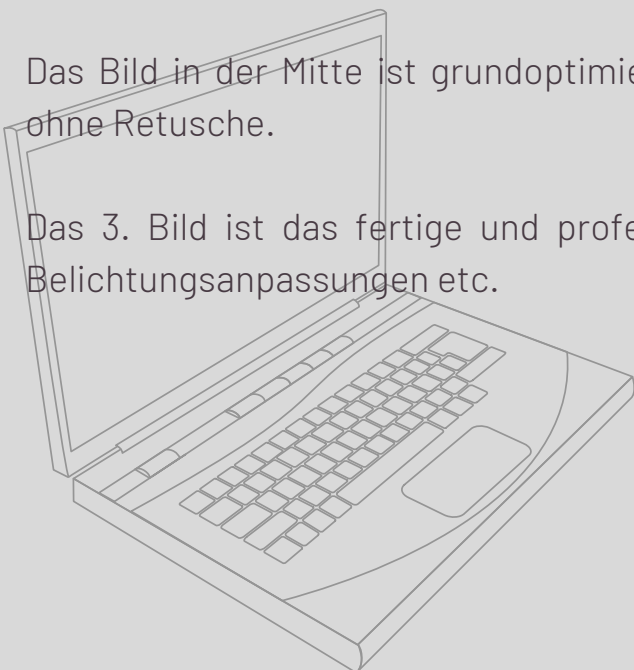 Das Bild in der Mitte ist
ohne Retusche.
Das 3. Bild ist das fertige und
Belichtungsanpassungen etc.